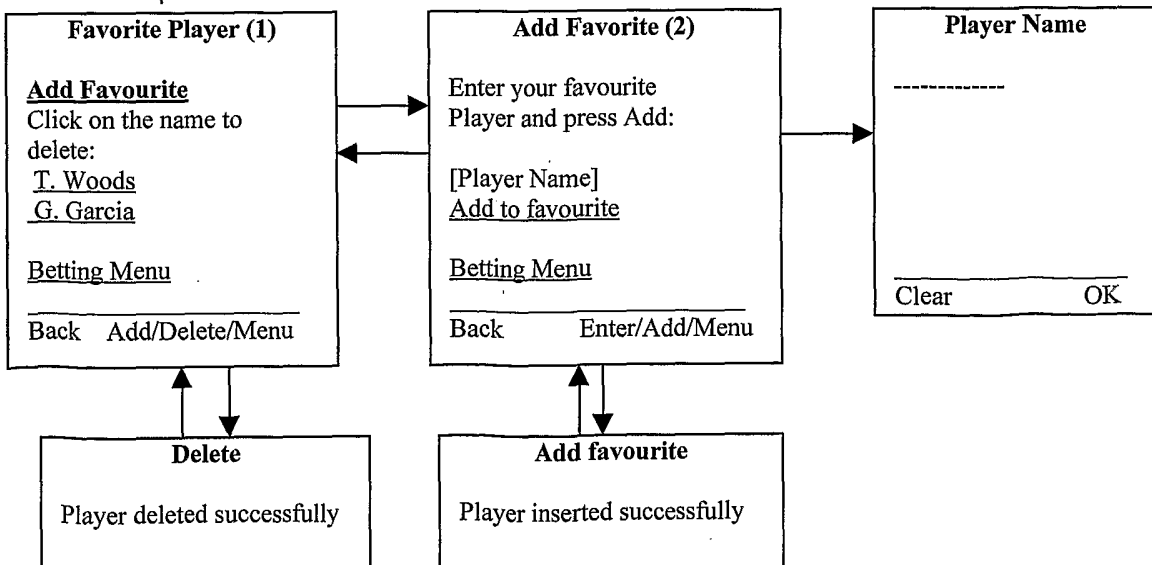 Favorite Player (1)
Add Favourite
Click on the name to
delete:
T. Woods
G. Garcia
Betting Menu
Back Add/Delete/Menu
Add Favorite (2)
Enter your favourite
Player and press Add:
[Player Name]
Add to favourite
Betting Menu
Back Enter/Add/Menu
Player Name
-------------
Clear OK
Delete
Player deleted successfully
Add favourite
Player inserted successfully